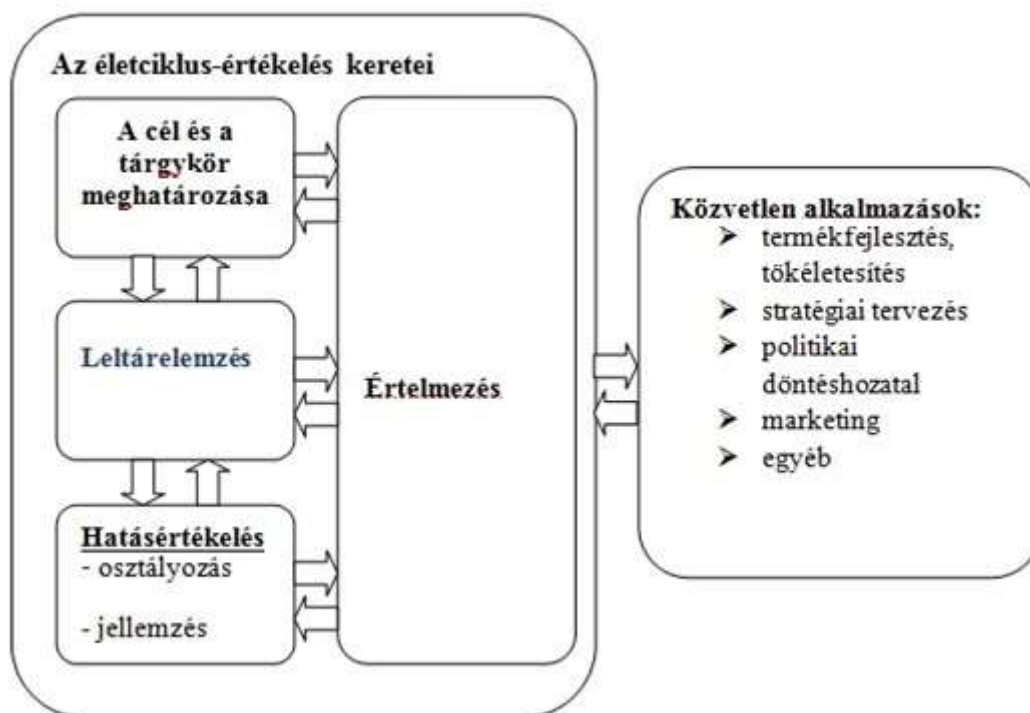 Az életciklus-értékelés keretei
A cél és a
tárgykör
meghatározása
Leltárelemzés
Hatásértékelés
- osztályozás
- jellemzés
Értelmezés
Közvetlen alkalmazások:
➤ termékfejlesztés,
tökéletesítés
➤ stratégiai tervezés
➤ politikai
döntéshozatal
➤ marketing
➤ egyéb